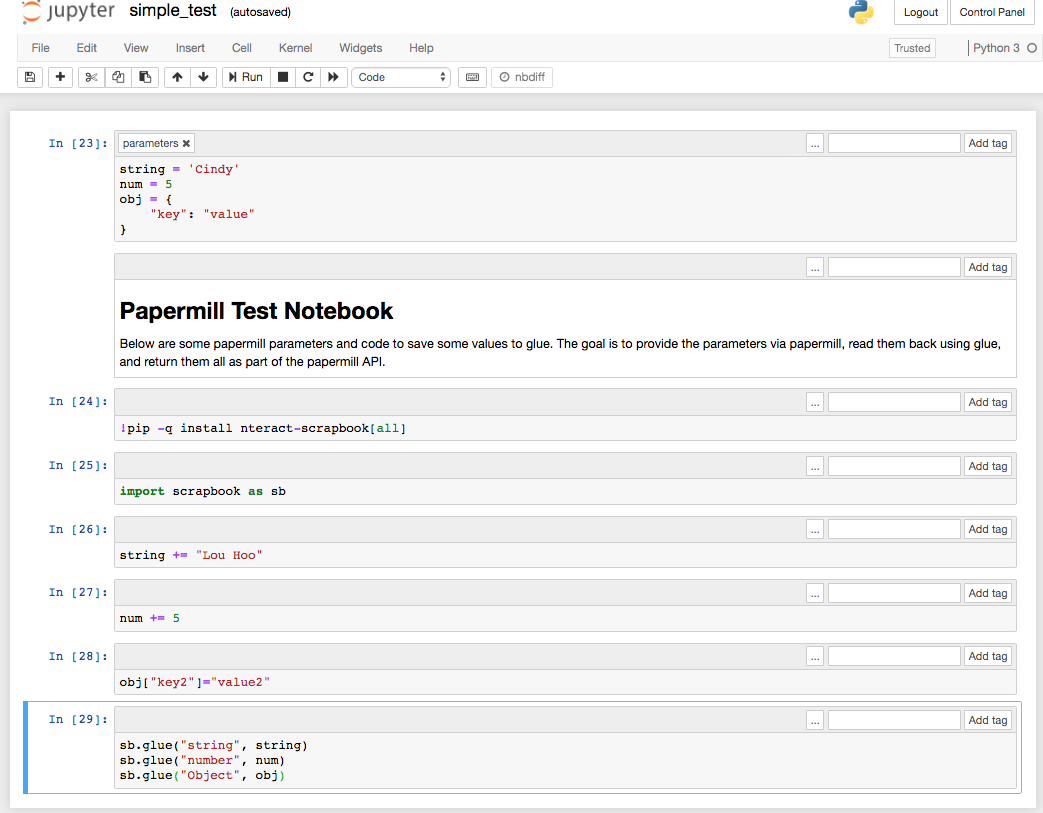 jupyter simple_test (autosaved) Logout Control Panel
File Edit View Insert Cell Kernel Widgets Help Trusted Python 3
Run Code nbdiff
In [23]: parameters ... Add tag
string = 'Cindy'
num = 5
obj = {
    "key": "value"
}
... Add tag
Papermill Test Notebook
Below are some papermill parameters and code to save some values to glue. The goal is to provide the parameters via papermill, read them back using glue,
and return them all as part of the papermill API.
In [24]: ... Add tag
!pip -q install nteract-scrapbook[all]
In [25]: ... Add tag
import scrapbook as sb
In [26]: ... Add tag
string += "Lou Hoo"
In [27]: ... Add tag
num += 5
In [28]: ... Add tag
obj["key2"]="value2"
In [29]: ... Add tag
sb.glue("string", string)
sb.glue("number", num)
sb.glue("Object", obj)